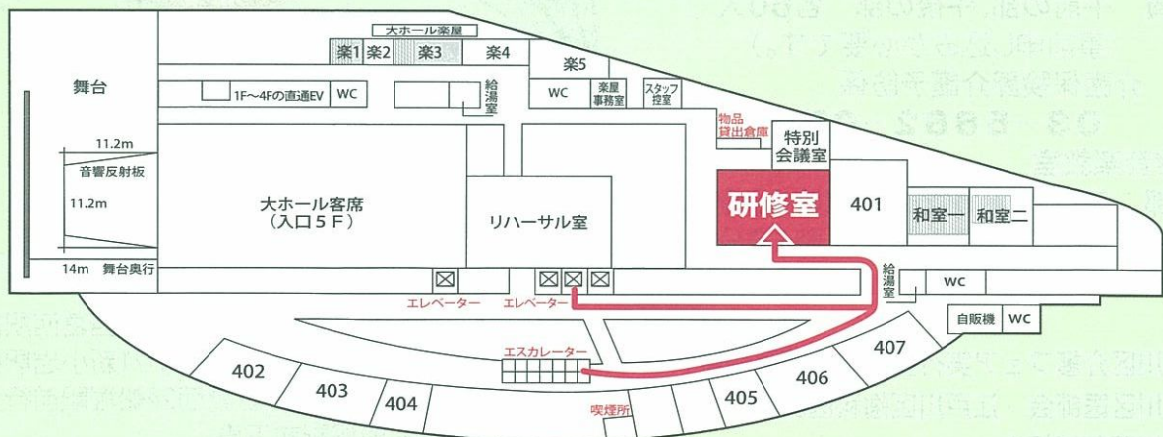 大ホール楽屋
楽1
楽2
楽3
楽4
楽5
舞台
1F〜4Fの直通EV
WC
給湯室
WC
楽屋
事務室
スタッフ
控室
物品
貸出倉庫
特別
会議室
11.2m
音響反射板
11.2m
大ホール客席
(入口5F)
リハーサル室
研修室
401
和室一
和室二
14m 舞台奥行
エレベーター
エレベーター
給湯室
WC
自販機
WC
エスカレーター
402
403
404
喫煙所
405
406
407